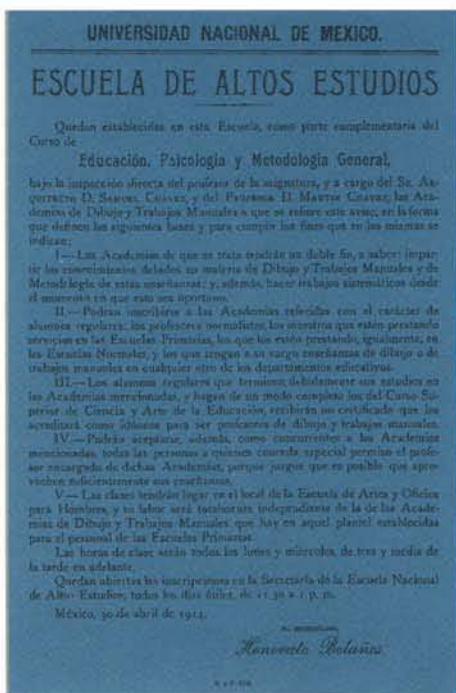 UNIVERSIDAD NACIONAL DE MEXICO.
ESCUELA DE ALTOS ESTUDIOS
Quedan establecidas en esta Escuela, como parte complementaria del
Curso de
Educación, Psicología y Metodología General,
bajo la inspección directa del profesor de la asignatura, y a cargo del Sr. Ar-
quitecto D. Samuel Chávez, y del Profesor D. Martín Chávez, las Aca-
demias de Dibujo y Trabajos Manuales a que se refiere este aviso, en la forma
que definen las siguientes bases y para cumplir los fines que en las mismas se
indican:
I.—Las Academias de que se trata tendrán un doble fin, a saber: impar-
tir los conocimientos debidos en materia de Dibujo y Trabajos Manuales y de
Metodología de estas enseñanzas; y, además, hacer trabajos sistemáticos desde
el momento en que esto sea oportuno.
II.—Podrán inscribirse a las Academias referidas con el carácter de
alumnos regulares: los profesores normalistas, los maestros que estén prestando
servicios en las Escuelas Primarias, los que los estén prestando, igualmente, en
las Escuelas Normales, y los que tengan a su cargo enseñanzas de dibujo o de
trabajos manuales en cualquier otro de los departamentos educativos.
III.—Los alumnos regulares que terminen debidamente sus estudios en
las Academias mencionadas, y hagan de un modo completo los del Curso Su-
perior de Ciencia y Arte de la Educación, recibirán un certificado que los
acreditará como idóneos para ser profesores de dibujo y trabajos manuales.
IV.—Podrán aceptarse, además, como concurrentes a las Academias
mencionadas, todas las personas a quienes conceda especial permiso el profe-
sor encargado de dichas Academias, porque juzgue que es posible que apro-
vechen suficientemente sus enseñanzas.
V.—Las clases tendrán lugar en el local de la Escuela de Artes y Oficios
para Hombres, y su labor será totalmente independiente de la de las Acade-
mias de Dibujo y Trabajos Manuales que hay en aquel plantel establecidas
para el personal de las Escuelas Primarias.
Las horas de clase serán todos los lunes y miércoles, de tres y media de
la tarde en adelante.
Quedan abiertas las inscripciones en la Secretaría de la Escuela Nacional
de Altos Estudios, todos los días útiles, de 11.30 a 1 p. m.
México, 30 de abril de
Honorato Bolaños.